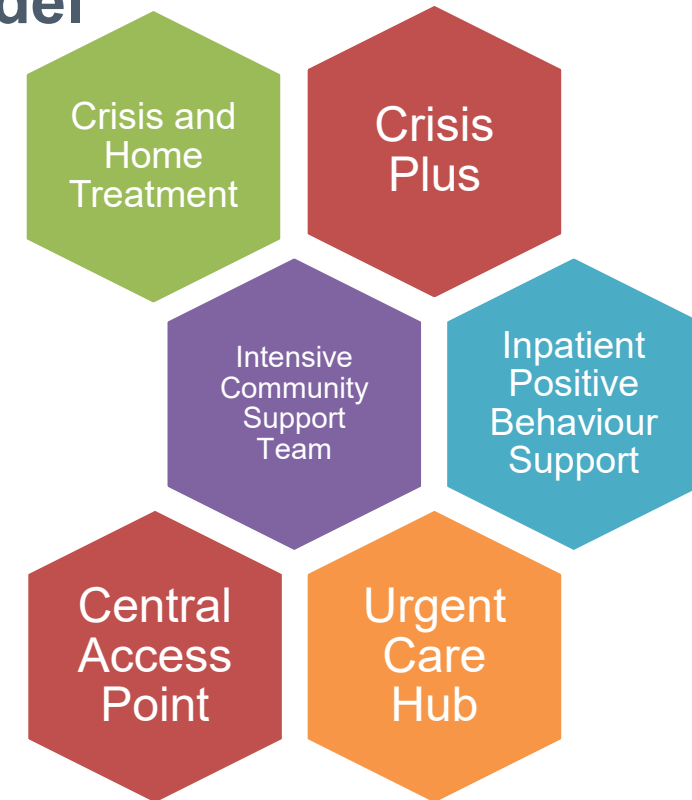 Crisis and
Home
Treatment
Crisis
Plus
Intensive
Community
Support
Team
Inpatient
Positive
Behaviour
Support
Central
Access
Point
Urgent
Care
Hub